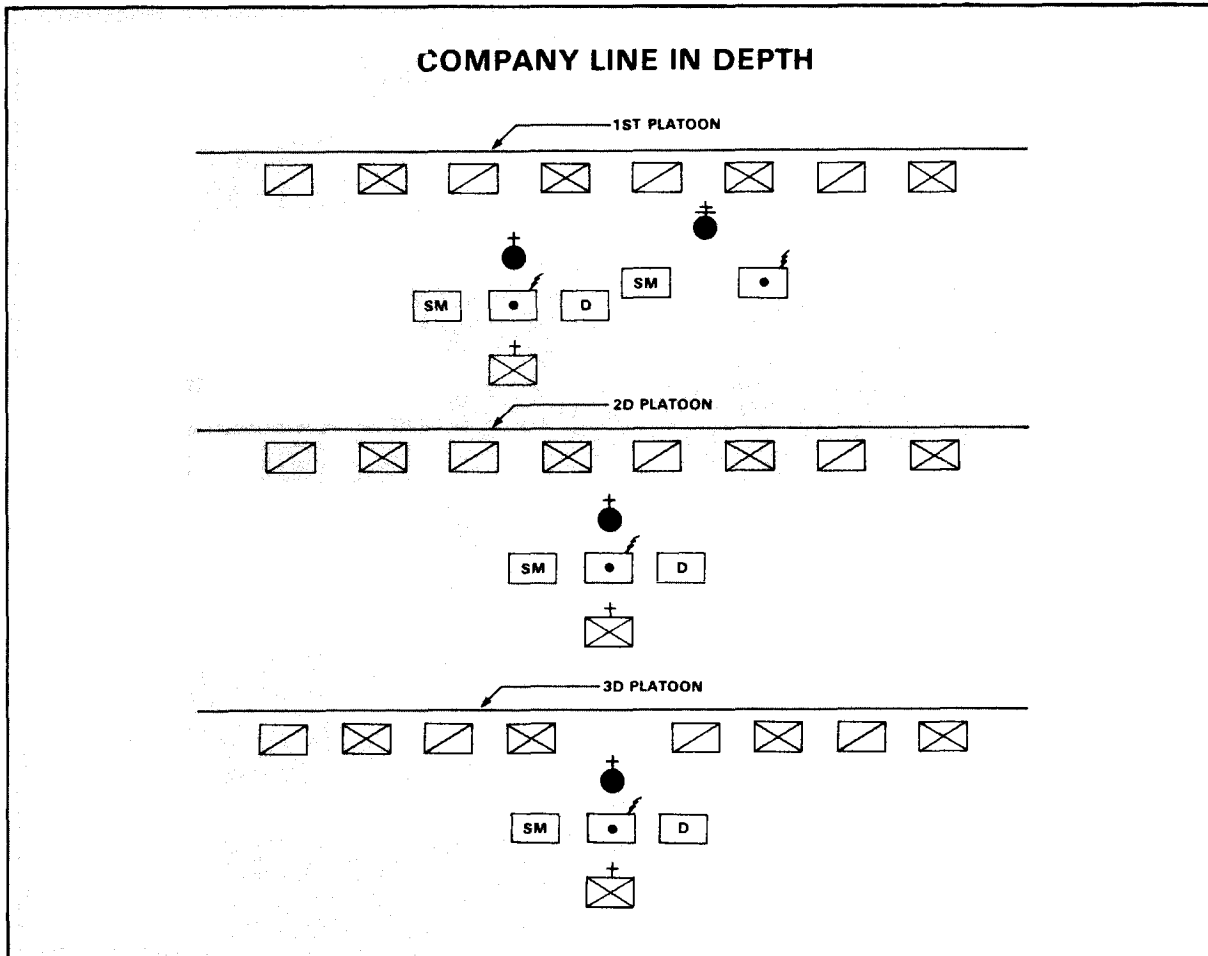 COMPANY LINE IN DEPTH
1ST PLATOON
SM
SM
D
2D PLATOON
SM
D
3D PLATOON
SM
D